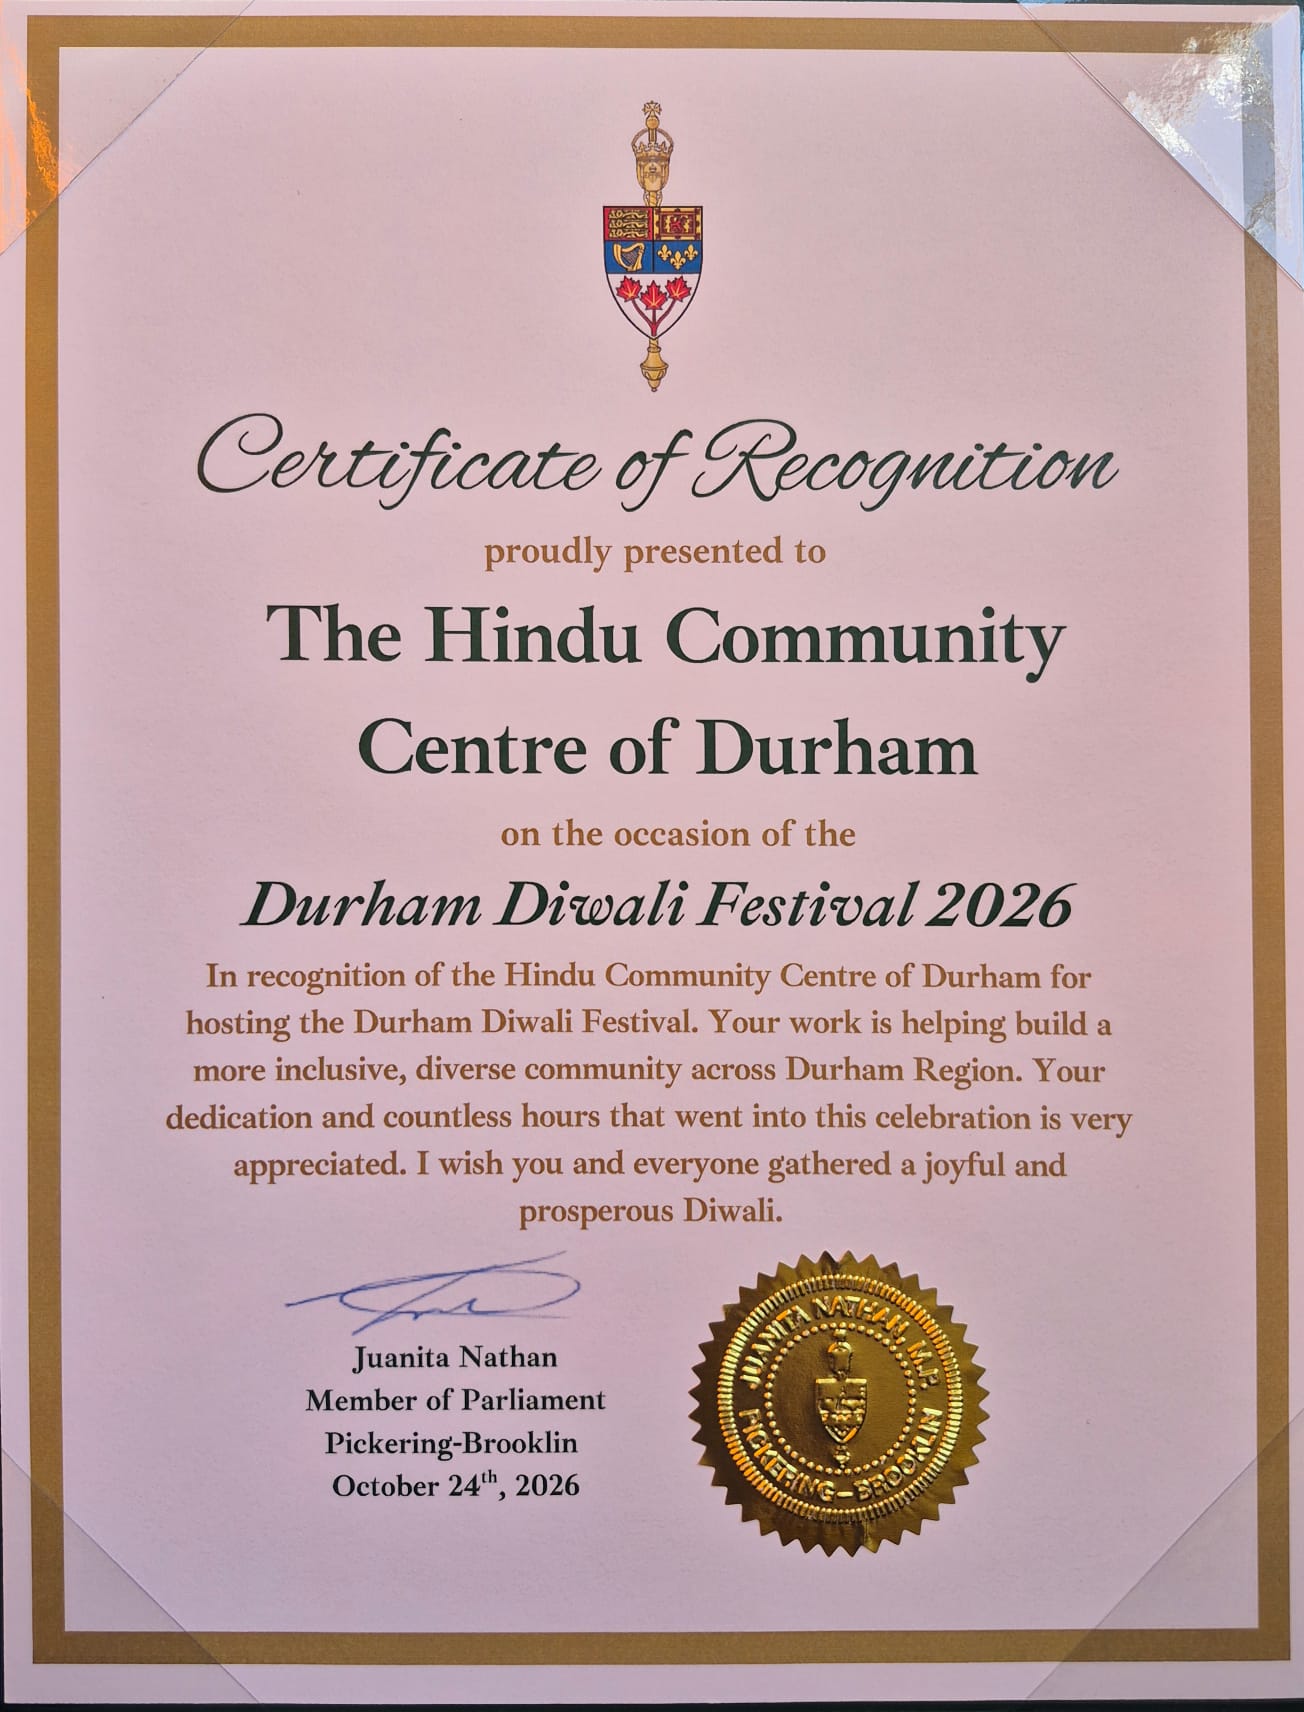 Certificate of Recognition
proudly presented to
The Hindu Community
Centre of Durham
on the occasion of the
Durham Diwali Festival 2026
In recognition of the Hindu Community Centre of Durham for
hosting the Durham Diwali Festival. Your work is helping build a
more inclusive, diverse community across Durham Region. Your
dedication and countless hours that went into this celebration is very
appreciated. I wish you and everyone gathered a joyful and
prosperous Diwali.
Juanita Nathan
Member of Parliament
Pickering-Brooklin
October 24th, 2026
JUANITA NATHAN, M.P.
PICKERING-BROOKLIN